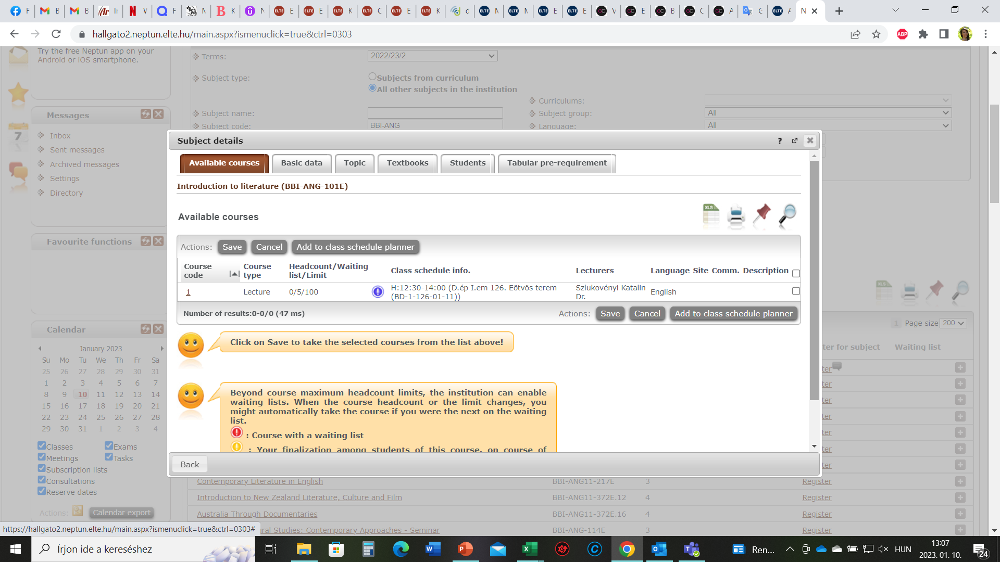 hallgato2.neptun.elte.hu/main.aspx?ismenuclick=true&ctrl=0303
Try the free Neptun app on your
Android or iOS smartphone.
Terms:
2022/23/2
Subject type:
Subjects from curriculum
All other subjects in the institution
Curriculums:
Subject name:
Subject group:
All
Subject code:
BBI-ANG
Language:
All
Messages
Inbox
Sent messages
Archived messages
Settings
Directory
Favourite functions
Calendar
January 2023
Su Mo Tu We Th Fr Sa
25 26 27 28 29 30 31
1 2 3 4 5 6 7
8 9 10 11 12 13 14
15 16 17 18 19 20 21
22 23 24 25 26 27 28
29 30 31 1 2 3 4
Classes
Exams
Meetings
Tasks
Subscription lists
Consultations
Reserve dates
Actions:
Calendar export
Subject details
Available courses
Basic data
Topic
Textbooks
Students
Tabular pre-requirement
Introduction to literature (BBI-ANG-101E)
Available courses
Actions: Save Cancel Add to class schedule planner
Course code Course type Headcount/Waiting list/Limit Class schedule info. Lecturers Language Site Comm. Description
1 Lecture 0/5/100 H:12:30-14:00 (D.ép I.em 126. Eötvös terem (BD-1-126-01-11)) Szlukovényi Katalin Dr. English
Number of results:0-0/0 (47 ms)
Actions: Save Cancel Add to class schedule planner
Click on Save to take the selected courses from the list above!
Beyond course maximum headcount limits, the institution can enable
waiting lists. When the course headcount or the limit changes, you
might automatically take the course if you were the next on the waiting
list.
: Course with a waiting list
: Your finalization among students of this course, on course of
Back
1 Page size 200
ter for subject Waiting list
ter
ter
ter
ter
ter
ter
ter
Contemporary Literature in English BBI-ANG11-217E 3 Register
Introduction to New Zealand Literature, Culture and Film BBI-ANG11-372E.12 4 Register
Australia Through Documentaries BBI-ANG11-372E.16 4 Register
ral Studies: Contemporary Approaches - Seminar BBI-ANG-114E 3 Register
https://hallgato2.neptun.elte.hu/main.aspx?ismenuclick=true&ctrl=0303#
Írjon ide a kereséshez
Ren...
HUN
13:07
2023. 01. 10.
24